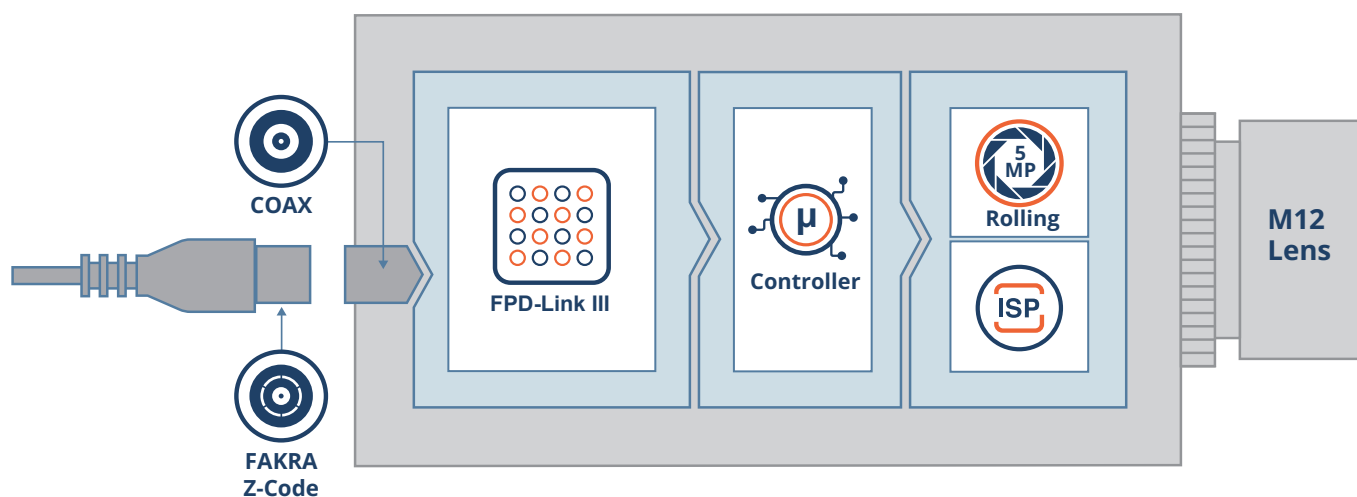 COAX
FAKRA
Z-Code
FPD-Link III
µ
Controller
5
MP
Rolling
ISP
M12
Lens